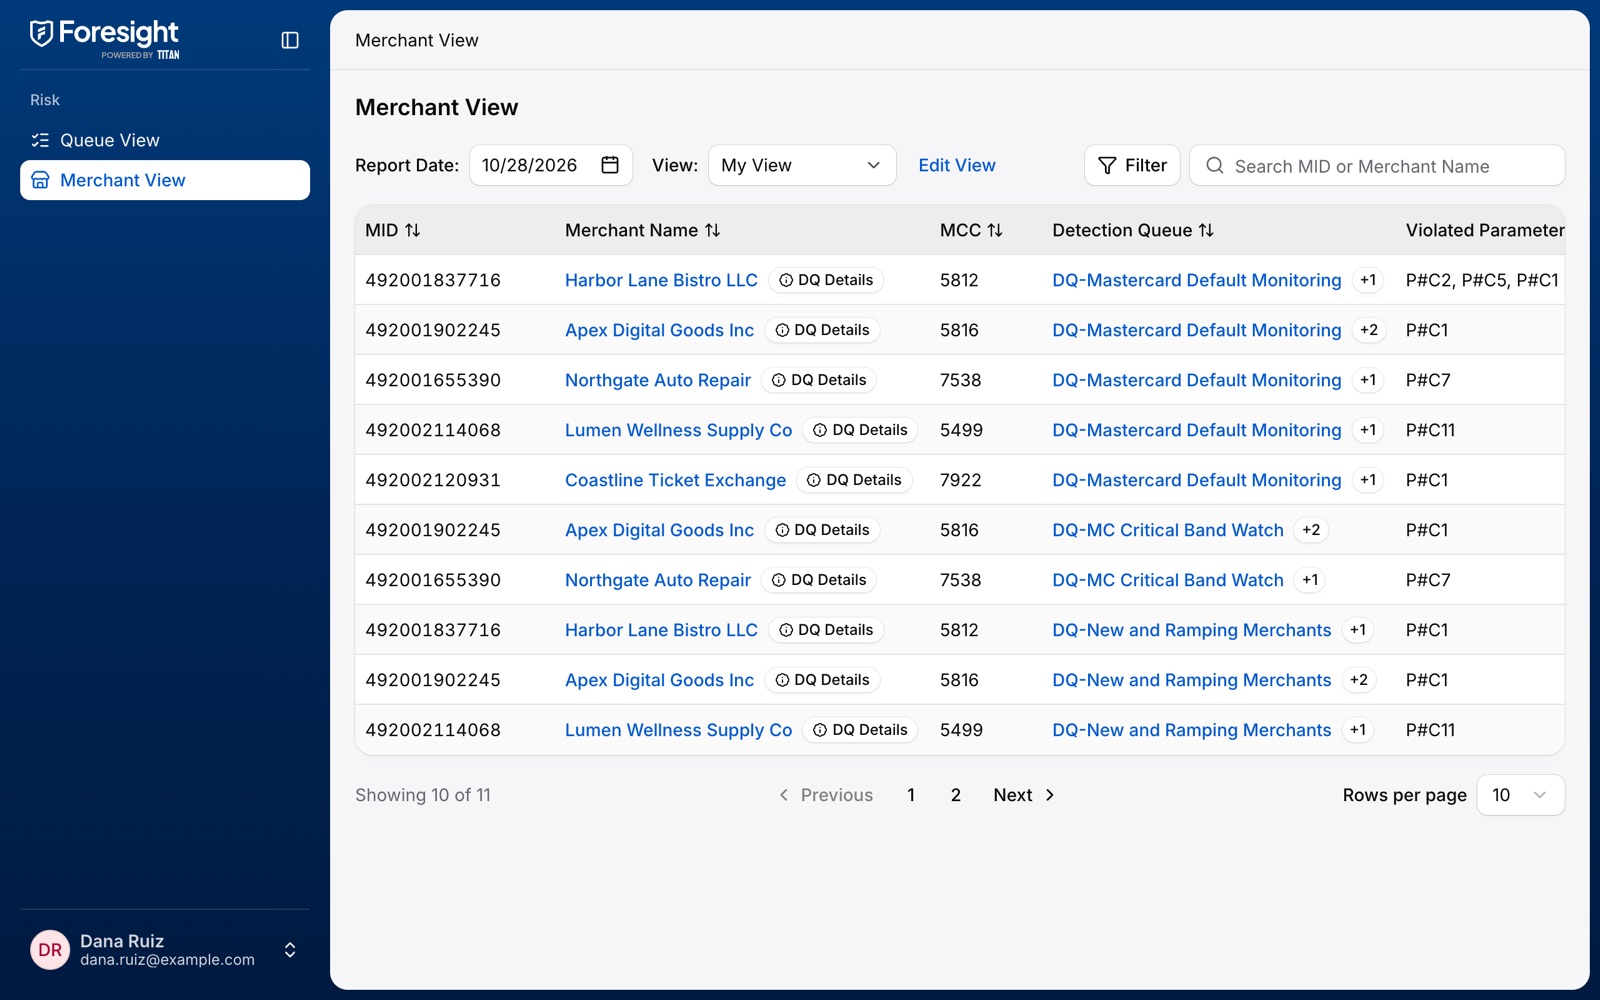 Foresight
POWERED BY TITAN
Risk
Queue View
Merchant View
Dana Ruiz
DR
dana.ruiz@example.com
Merchant View
Merchant View
Report Date: 10/28/2026 View: My View Edit View Filter Search MID or Merchant Name
MID Merchant Name MCC Detection Queue Violated Parameter
492001837716 Harbor Lane Bistro LLC DQ Details 5812 DQ-Mastercard Default Monitoring +1 P#C2, P#C5, P#C1
492001902245 Apex Digital Goods Inc DQ Details 5816 DQ-Mastercard Default Monitoring +2 P#C1
492001655390 Northgate Auto Repair DQ Details 7538 DQ-Mastercard Default Monitoring +1 P#C7
492002114068 Lumen Wellness Supply Co DQ Details 5499 DQ-Mastercard Default Monitoring +1 P#C11
492002120931 Coastline Ticket Exchange DQ Details 7922 DQ-Mastercard Default Monitoring +1 P#C1
492001902245 Apex Digital Goods Inc DQ Details 5816 DQ-MC Critical Band Watch +2 P#C1
492001655390 Northgate Auto Repair DQ Details 7538 DQ-MC Critical Band Watch +1 P#C7
492001837716 Harbor Lane Bistro LLC DQ Details 5812 DQ-New and Ramping Merchants +1 P#C1
492001902245 Apex Digital Goods Inc DQ Details 5816 DQ-New and Ramping Merchants +2 P#C1
492002114068 Lumen Wellness Supply Co DQ Details 5499 DQ-New and Ramping Merchants +1 P#C11
Showing 10 of 11 Previous 1 2 Next Rows per page 10